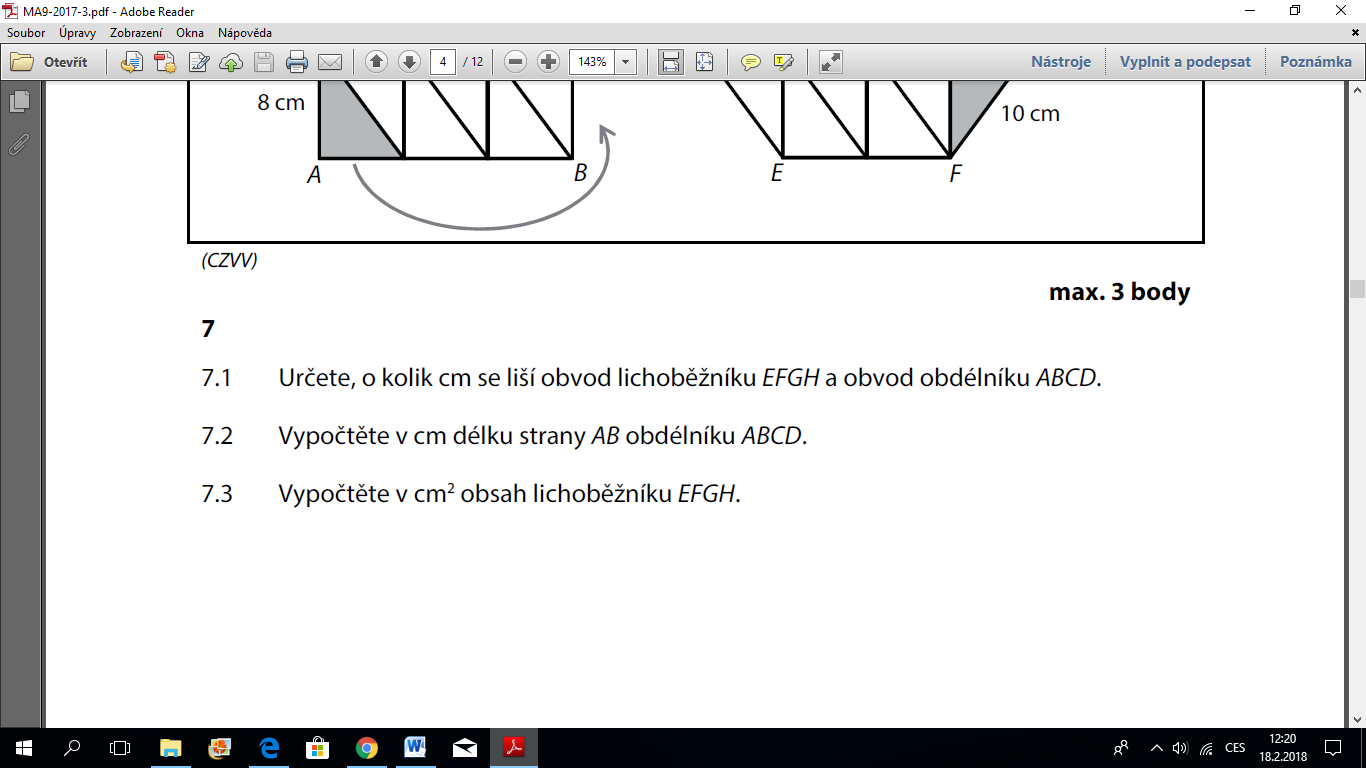 MA9-2017-3.pdf - Adobe Reader
Soubor Úpravy Zobrazení Okna Nápověda
Otevřít 4 / 12 143% Nástroje Vyplnit a podepsat Poznámka
8 cm
10 cm
A B E F
(CZVV)
max. 3 body
7
7.1 Určete, o kolik cm se liší obvod lichoběžníku EFGH a obvod obdélníku ABCD.
7.2 Vypočtěte v cm délku strany AB obdélníku ABCD.
7.3 Vypočtěte v cm² obsah lichoběžníku EFGH.
CES
12:20
18.2.2018